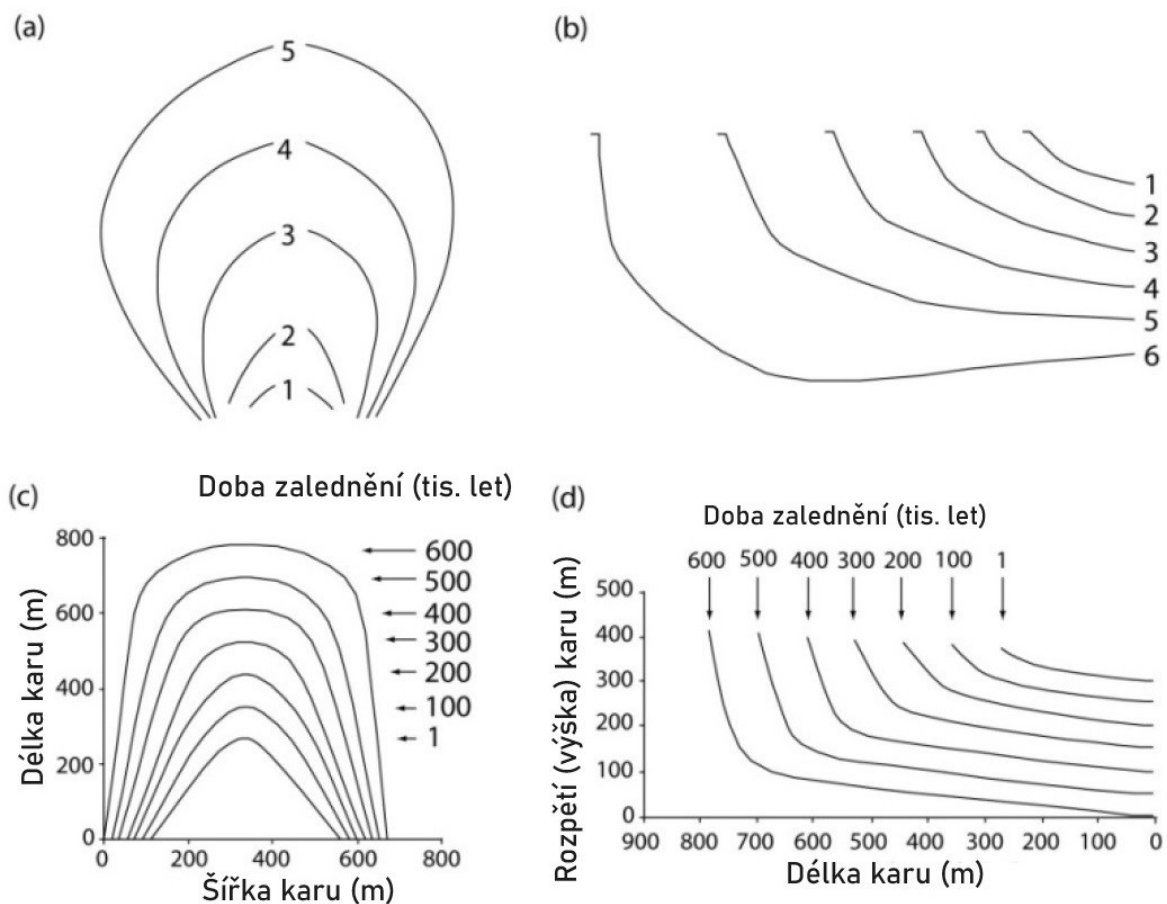 (a)
5
4
3
2
1
(b)
1
2
3
4
5
6
(c)
Doba zalednění (tis. let)
800
600
400
200
0
Délka karu (m)
600
500
400
300
200
100
1
0 200 400 600 800
Šířka karu (m)
(d)
Doba zalednění (tis. let)
600 500 400 300 200 100 1
500
400
300
200
100
0
Rozpětí (výška) karu (m)
900 800 700 600 500 400 300 200 100 0
Délka karu (m)